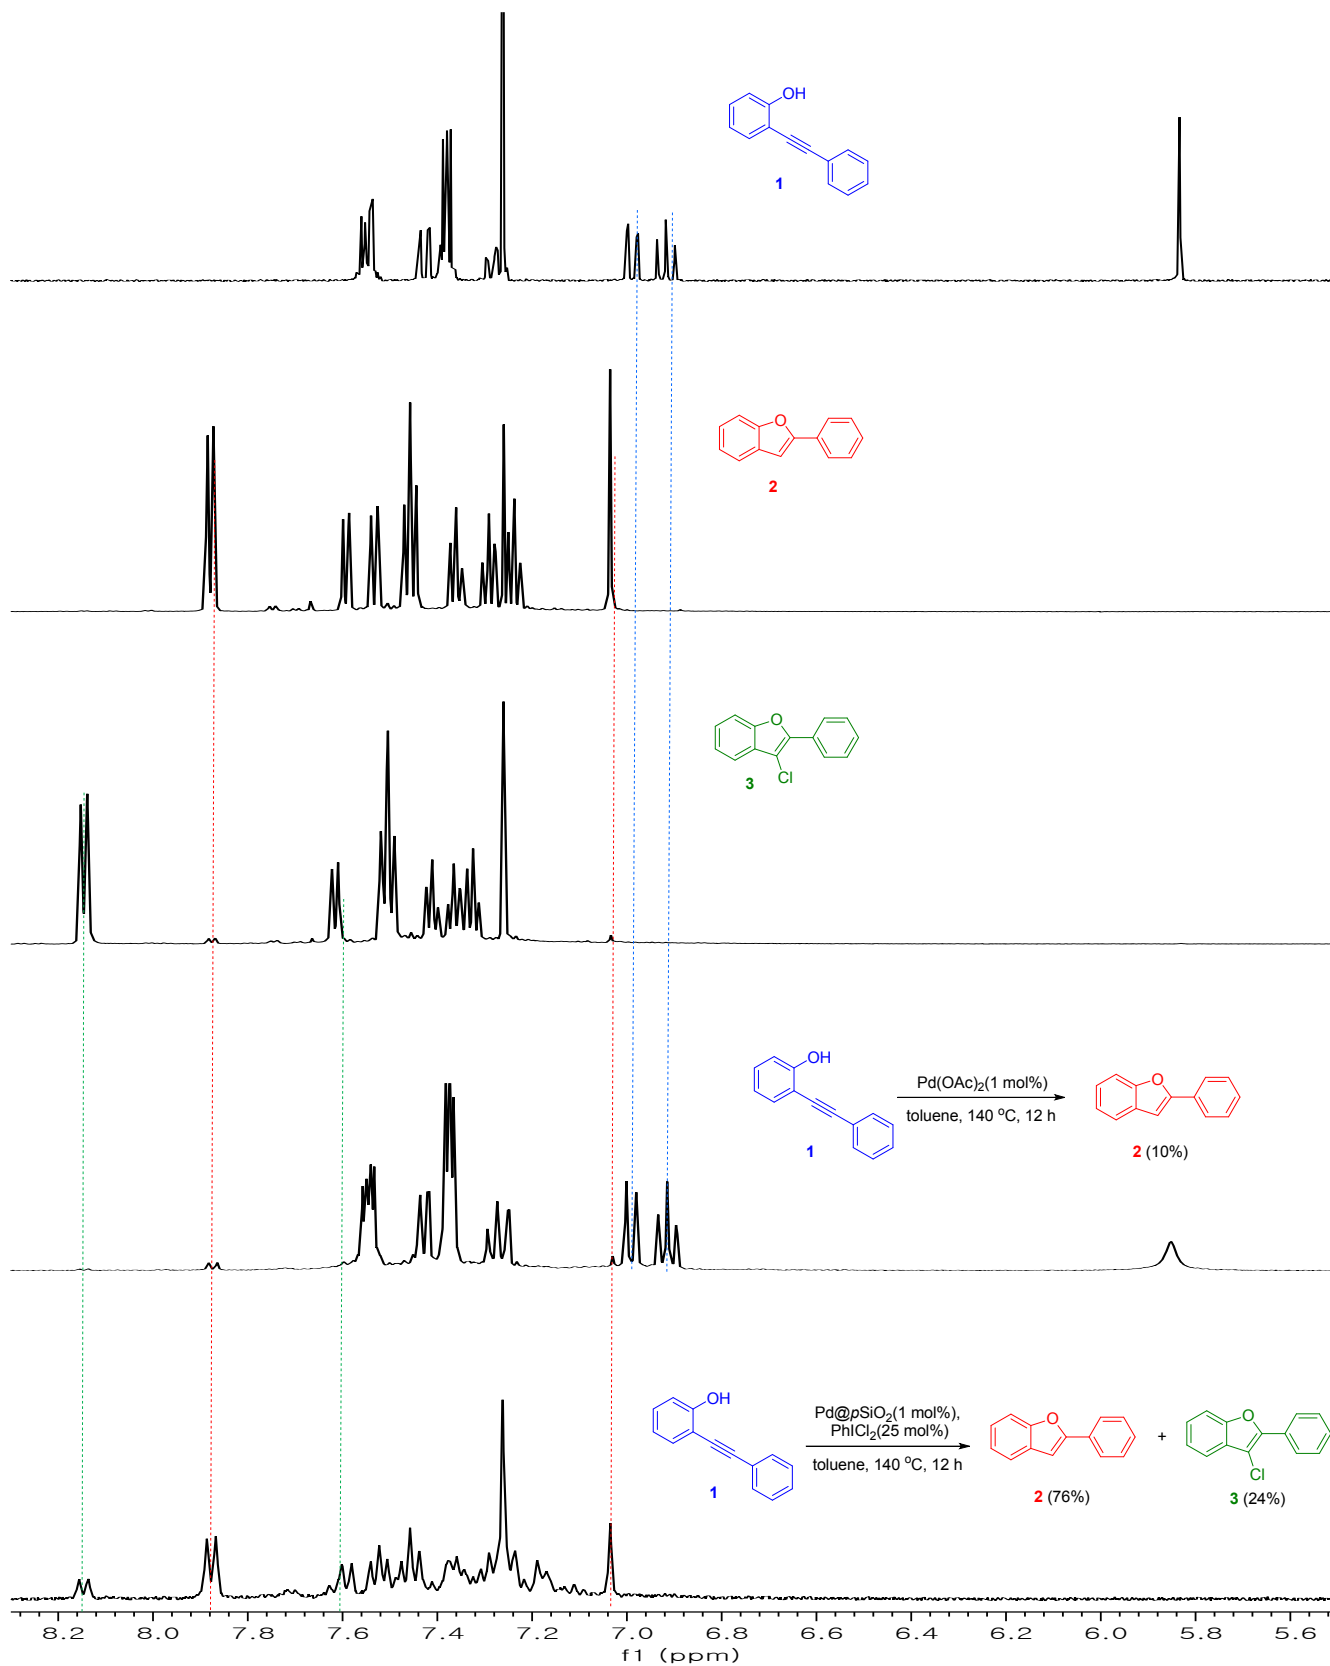 OH
1
O
2
O
Cl
3
OH
1
Pd(OAc)2(1 mol%)
toluene, 140 oC, 12 h
O
2 (10%)
OH
1
Pd@pSiO2(1 mol%),
PhICl2(25 mol%)
toluene, 140 oC, 12 h
O
2 (76%)
+
O
Cl
3 (24%)
8.2 8.0 7.8 7.6 7.4 7.2 7.0 6.8 6.6 6.4 6.2 6.0 5.8 5.6
f1 (ppm)